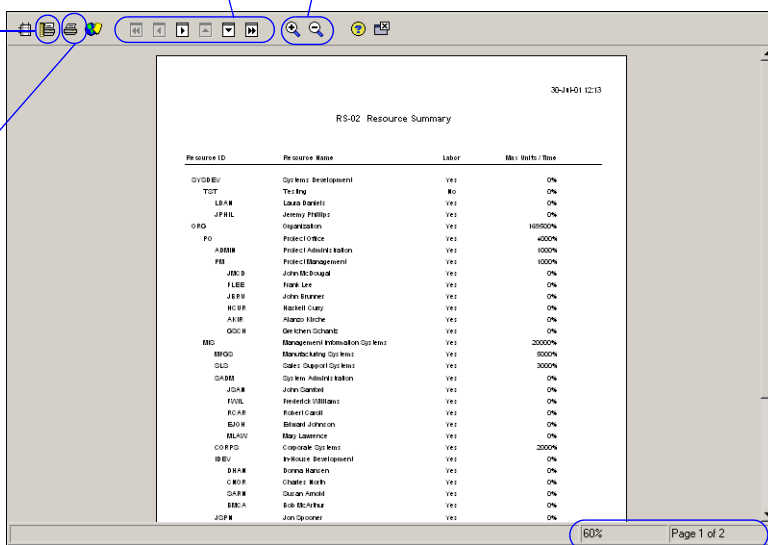 30-Jul-01 12:13
RS-02 Resource Summary
Resource ID Resource Name Labor Max Units / Time
SYSDEV Systems Development Yes 0%
TST Testing No 0%
LDAN Laura Daniels Yes 0%
JPHIL Jeremy Phillips Yes 0%
ORG Organization Yes 169500%
PO Project Office Yes 4000%
ADMIN Project Administration Yes 1000%
PM Project Management Yes 1000%
JMCD John McDougal Yes 0%
FLEE Frank Lee Yes 0%
JBRU John Brunner Yes 0%
HCUR Haskell Curry Yes 0%
AKIR Alanzo Kirche Yes 0%
GSCH Gretchen Schantz Yes 0%
MIS Management Information Systems Yes 20000%
MFGS Manufacturing Systems Yes 5000%
SLS Sales Support Systems Yes 3000%
SADM System Administration Yes 0%
JSAN John Sanford Yes 0%
FWIL Frederick Williams Yes 0%
RCAR Robert Caroll Yes 0%
EJOH Edward Johnson Yes 0%
MLAW Mary Lawrence Yes 0%
CORPS Corporate Systems Yes 2000%
IDEV In-House Development Yes 0%
DHAN Donna Hansen Yes 0%
CNOR Charles North Yes 0%
SARN Susan Arnold Yes 0%
BMCA Bob McArthur Yes 0%
JSPN Jon Spooner Yes 0%
60% Page 1 of 2